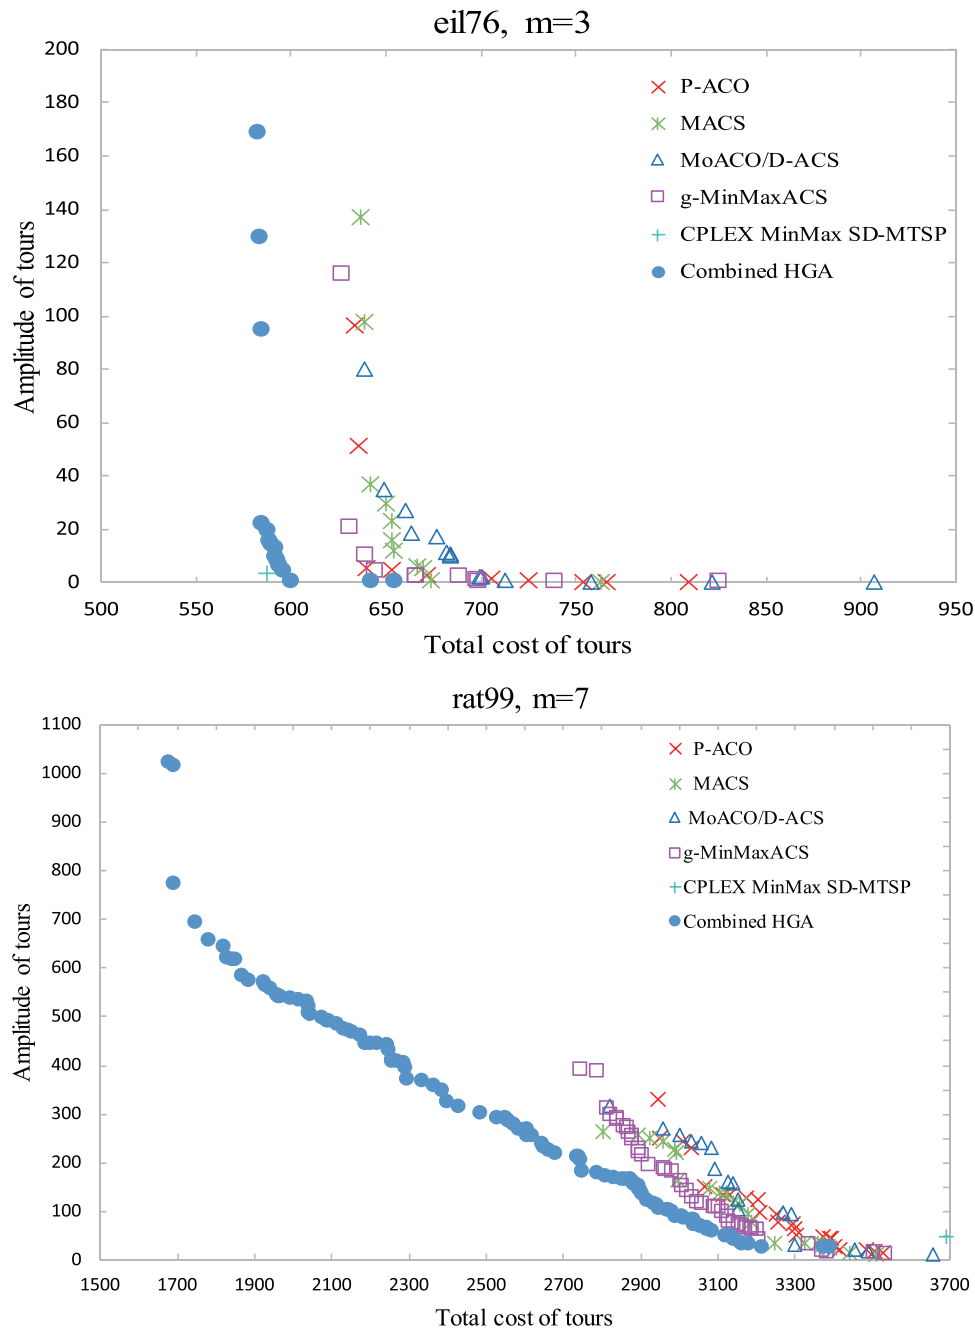 eil76, m=3
200
180
160
140
120
100
80
60
40
20
0
Amplitude of tours
P-ACO
MACS
MoACO/D-ACS
g-MinMaxACS
CPLEX MinMax SD-MTSP
Combined HGA
500 550 600 650 700 750 800 850 900 950
Total cost of tours
rat99, m=7
1100
1000
900
800
700
600
500
400
300
200
100
0
Amplitude of tours
P-ACO
MACS
MoACO/D-ACS
g-MinMaxACS
CPLEX MinMax SD-MTSP
Combined HGA
1500 1700 1900 2100 2300 2500 2700 2900 3100 3300 3500 3700
Total cost of tours